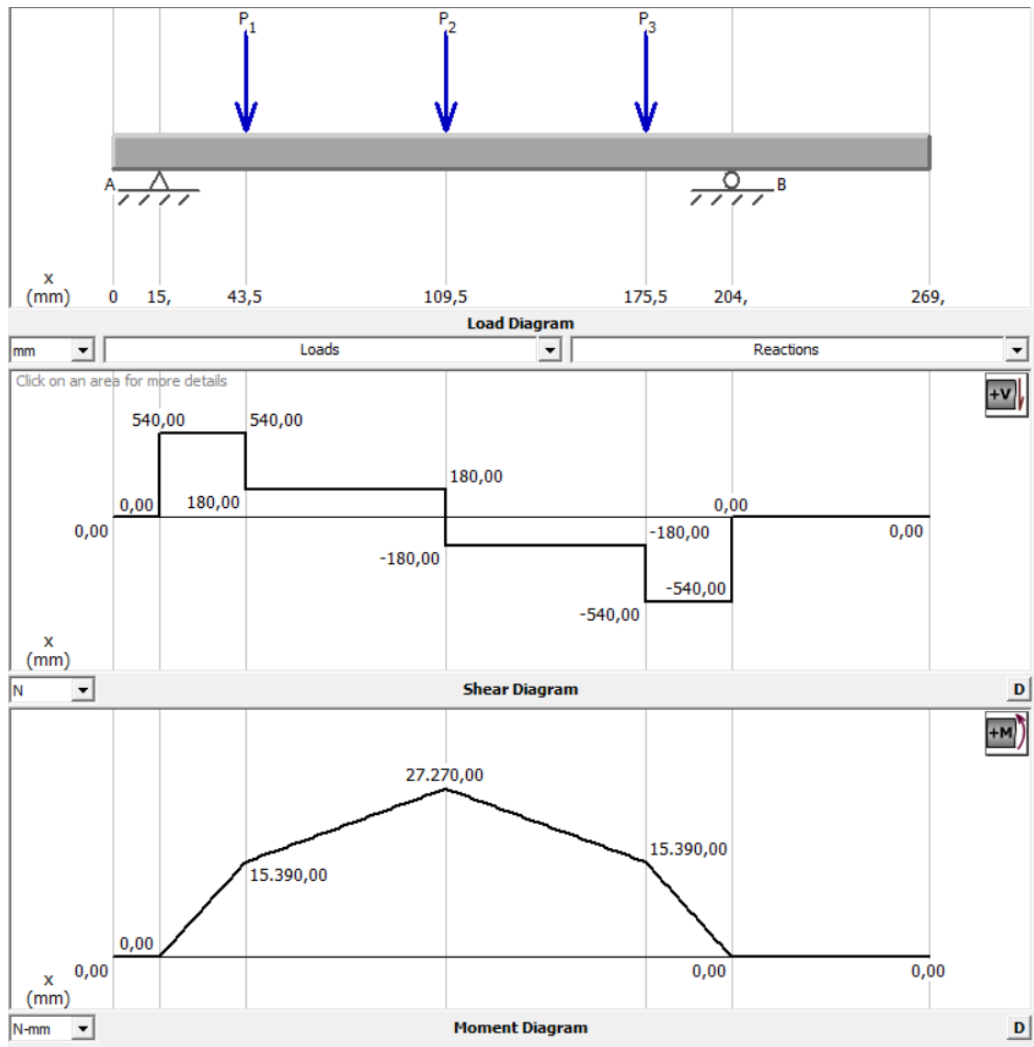 P1 P2 P3
A B
x
(mm) 0 15, 43,5 109,5 175,5 204, 269,
Load Diagram
mm Loads Reactions
Click on an area for more details
+V
540,00 540,00
180,00
0,00 180,00 0,00
0,00 -180,00 0,00
-180,00
-540,00
-540,00
x
(mm)
N Shear Diagram D
+M
27.270,00
15.390,00
15.390,00
0,00
0,00 0,00 0,00
x
(mm)
N-mm Moment Diagram D